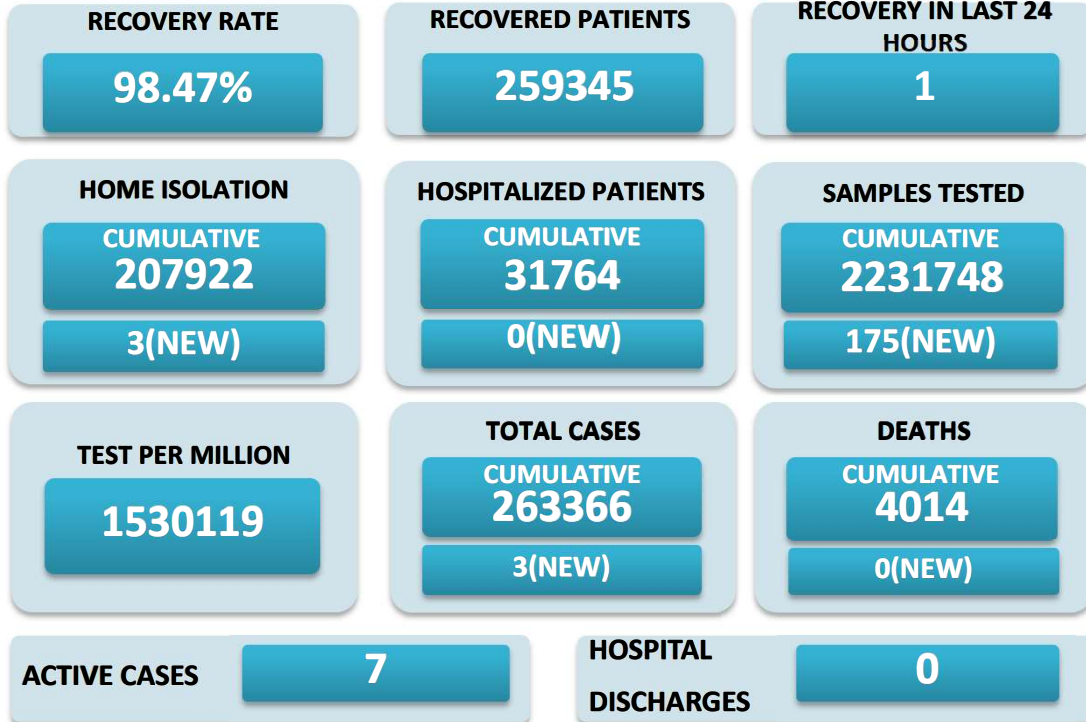 RECOVERY RATE
98.47%
RECOVERED PATIENTS
259345
RECOVERY IN LAST 24
HOURS
1
HOME ISOLATION
CUMULATIVE
207922
3(NEW)
HOSPITALIZED PATIENTS
CUMULATIVE
31764
0(NEW)
SAMPLES TESTED
CUMULATIVE
2231748
175(NEW)
TEST PER MILLION
1530119
TOTAL CASES
CUMULATIVE
263366
3(NEW)
DEATHS
CUMULATIVE
4014
0(NEW)
ACTIVE CASES
7
HOSPITAL
DISCHARGES
0